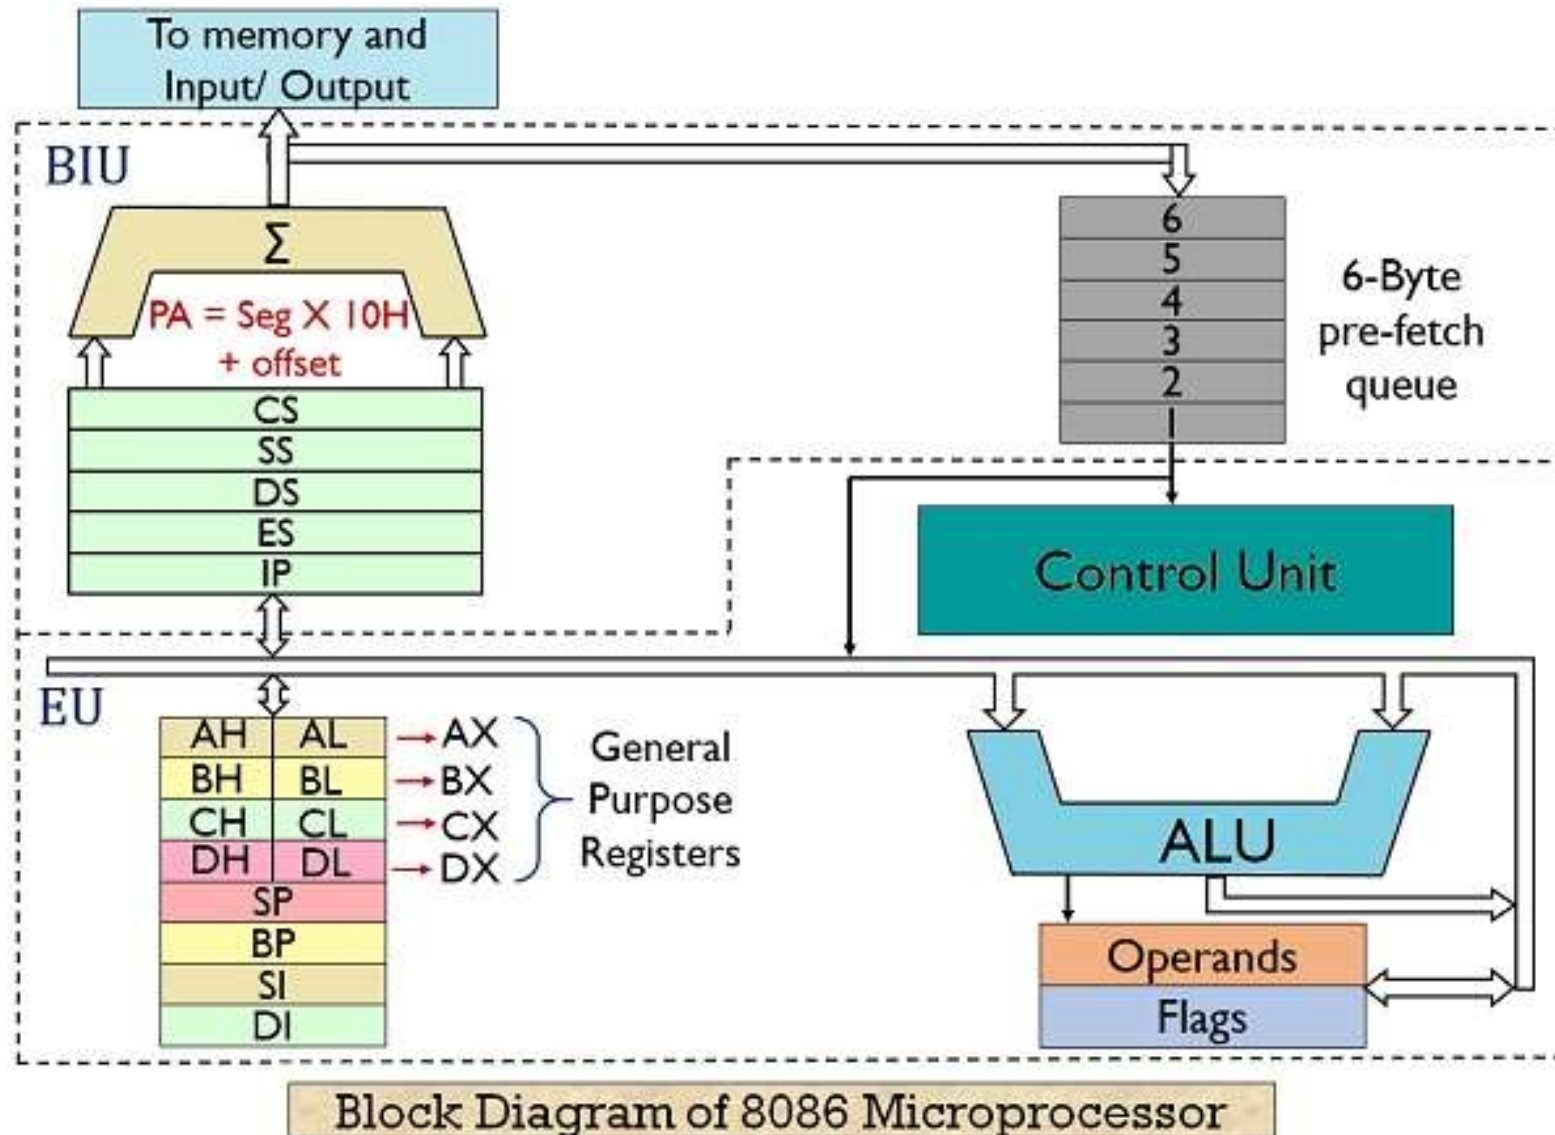 To memory and
Input/ Output
BIU
Σ
PA = Seg X 10H
+ offset
CS
SS
DS
ES
IP
6
5
4
3
2
1
6-Byte
pre-fetch
queue
Control Unit
EU
AH AL AX
BH BL BX
CH CL CX
DH DL DX
SP
BP
SI
DI
General
Purpose
Registers
ALU
Operands
Flags
Block Diagram of 8086 Microprocessor